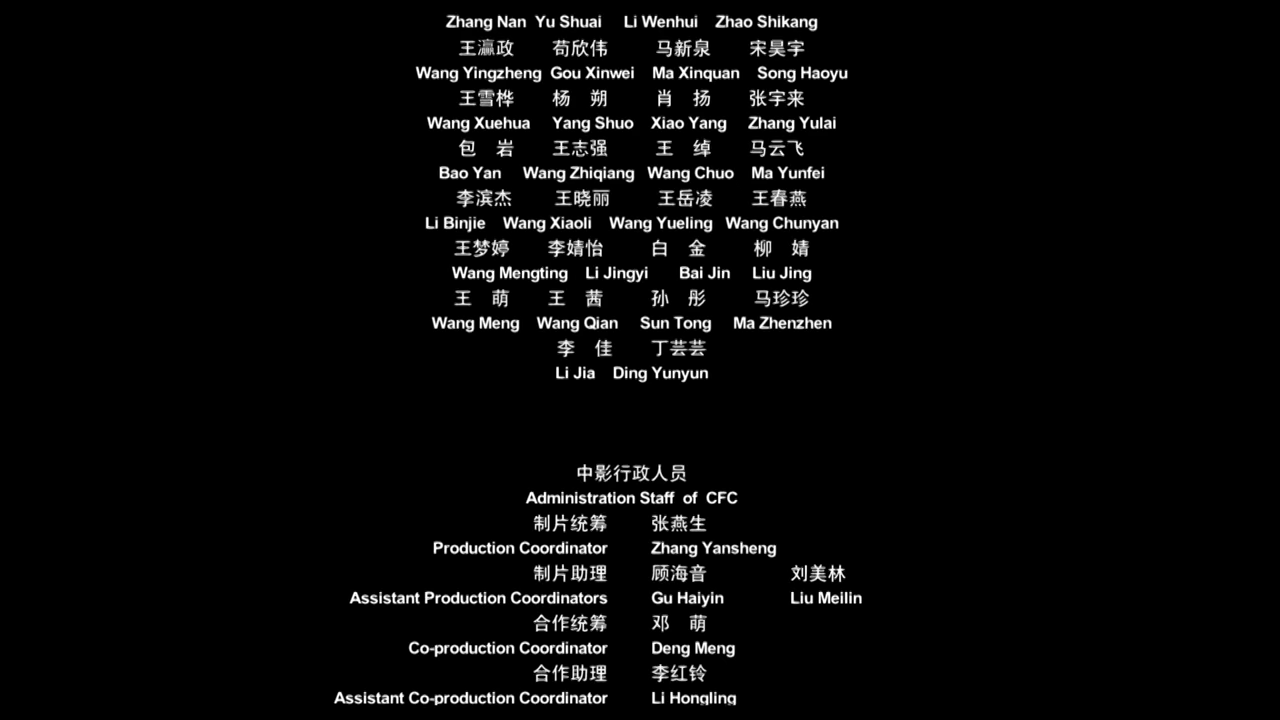 Zhang Nan Yu Shuai Li Wenhui Zhao Shikang
王瀛政 苟欣伟 马新泉 宋昊宇
Wang Yingzheng Gou Xinwei Ma Xinquan Song Haoyu
王雪桦 杨 朔 肖 扬 张宇来
Wang Xuehua Yang Shuo Xiao Yang Zhang Yulai
包 岩 王志强 王 绰 马云飞
Bao Yan Wang Zhiqiang Wang Chuo Ma Yunfei
李滨杰 王晓丽 王岳凌 王春燕
Li Binjie Wang Xiaoli Wang Yueling Wang Chunyan
王梦婷 李婧怡 白 金 柳 婧
Wang Mengting Li Jingyi Bai Jin Liu Jing
王 萌 王 茜 孙 彤 马珍珍
Wang Meng Wang Qian Sun Tong Ma Zhenzhen
李 佳 丁芸芸
Li Jia Ding Yunyun
中影行政人员
Administration Staff of CFC
制片统筹 张燕生
Production Coordinator Zhang Yansheng
制片助理 顾海音 刘美林
Assistant Production Coordinators Gu Haiyin Liu Meilin
合作统筹 邓 萌
Co-production Coordinator Deng Meng
合作助理 李红铃
Assistant Co-production Coordinator Li Hongling